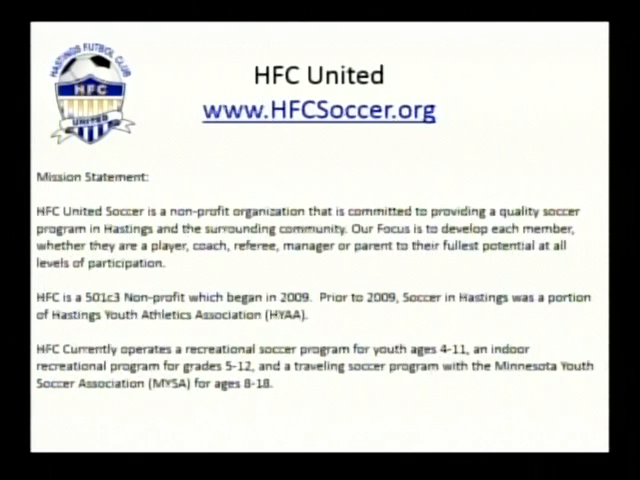 HASTINGS FUTBOL CLUB
HFC
UNITED
HFC United
www.HFCSoccer.org
Mission Statement:
HFC United Soccer is a non-profit organization that is committed to providing a quality soccer
program in Hastings and the surrounding community. Our Focus is to develop each member,
whether they are a player, coach, referee, manager or parent to their fullest potential at all
levels of participation.
HFC is a 501c3 Non-profit which began in 2009. Prior to 2009, Soccer in Hastings was a portion
of Hastings Youth Athletics Association (HYAA).
HFC Currently operates a recreational soccer program for youth ages 4-11, an indoor
recreational program for grades 5-12, and a traveling soccer program with the Minnesota Youth
Soccer Association (MYSA) for ages 8-18.